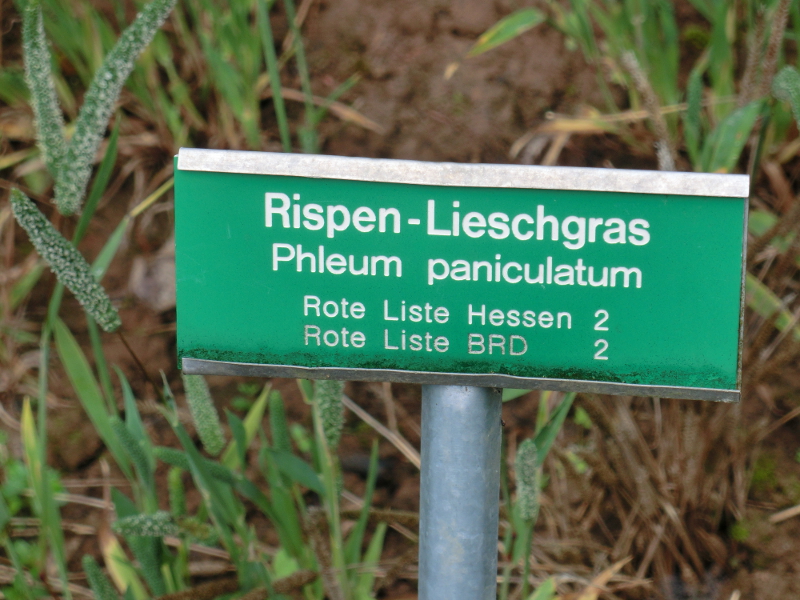 Rispen-Lieschgras
Phleum paniculatum
Rote Liste Hessen 2
Rote Liste BRD 2